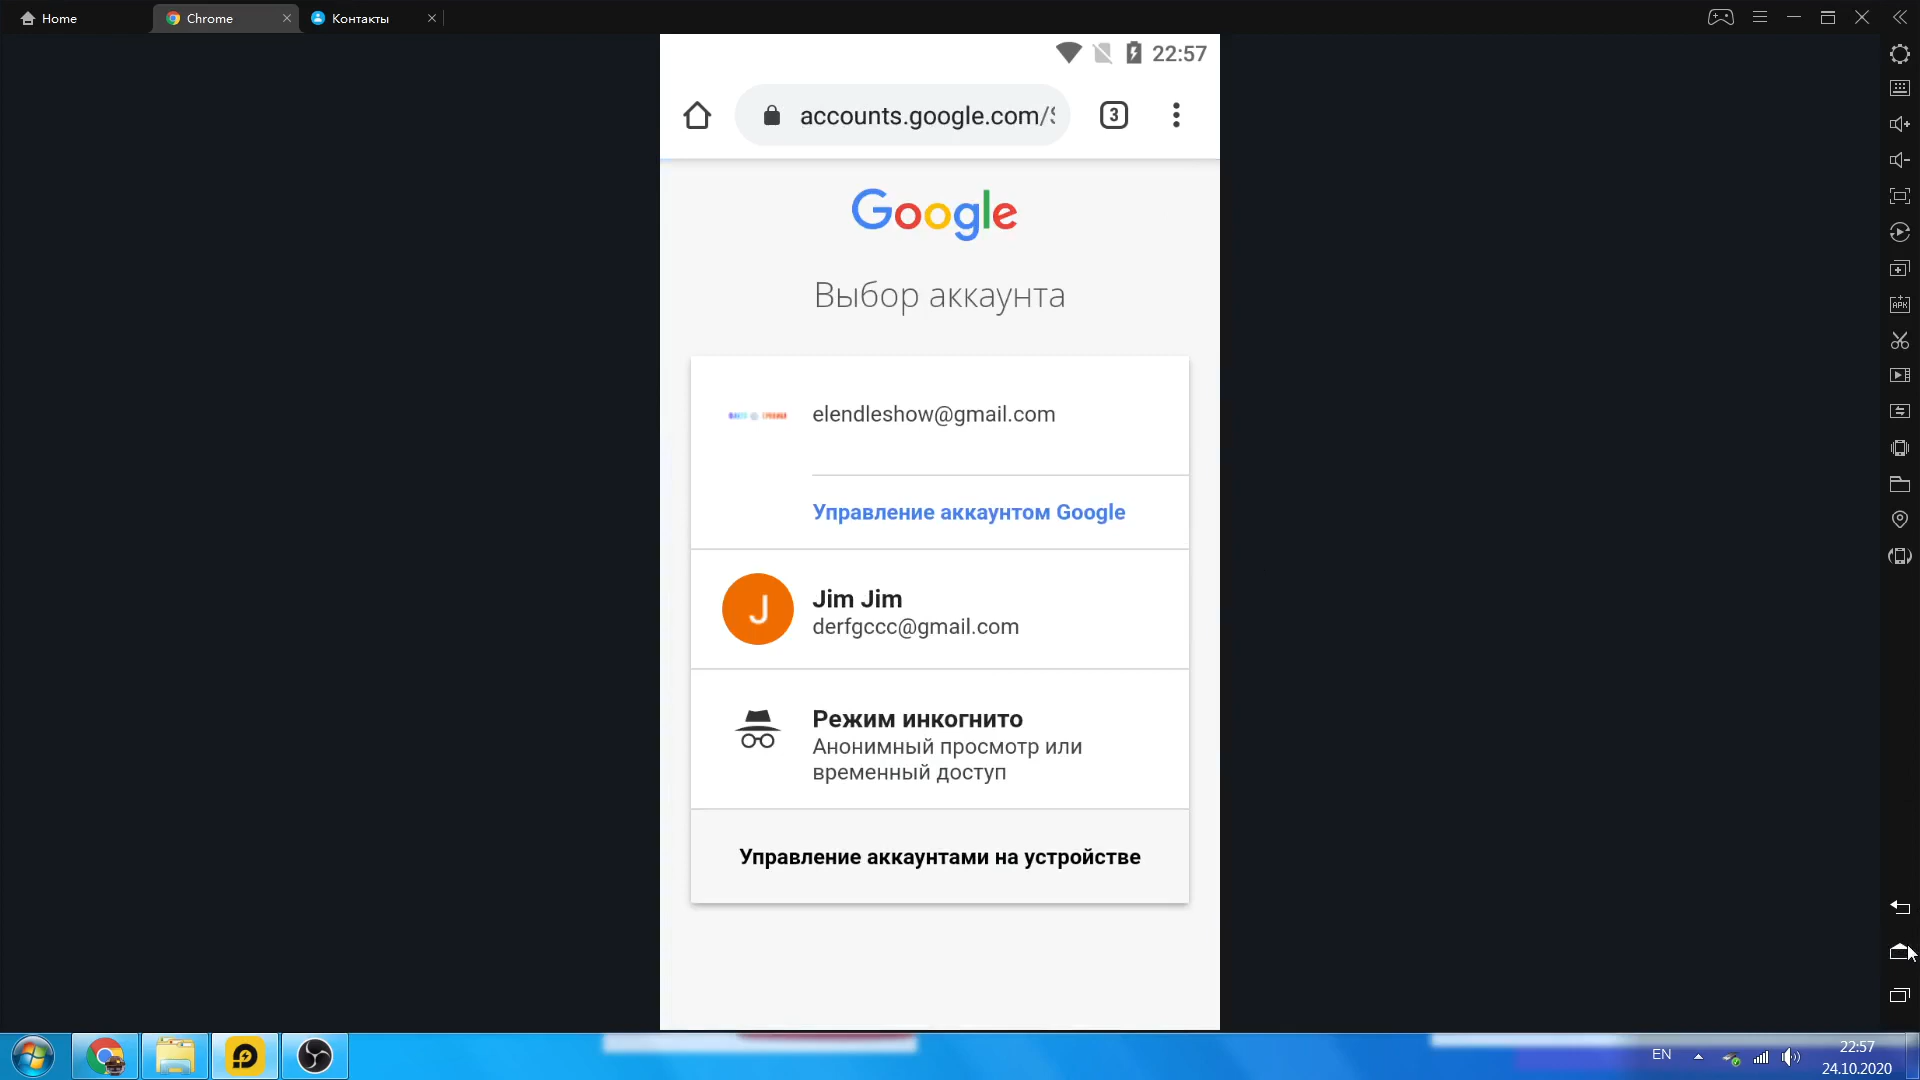 Home
Chrome
Контакты
22:57
accounts.google.com/S
3
Google
Выбор аккаунта
elendleshow@gmail.com
Управление аккаунтом Google
J
Jim Jim
derfgccc@gmail.com
Режим инкогнито
Анонимный просмотр или
временный доступ
Управление аккаунтами на устройстве
APK
EN
22:57
24.10.2020